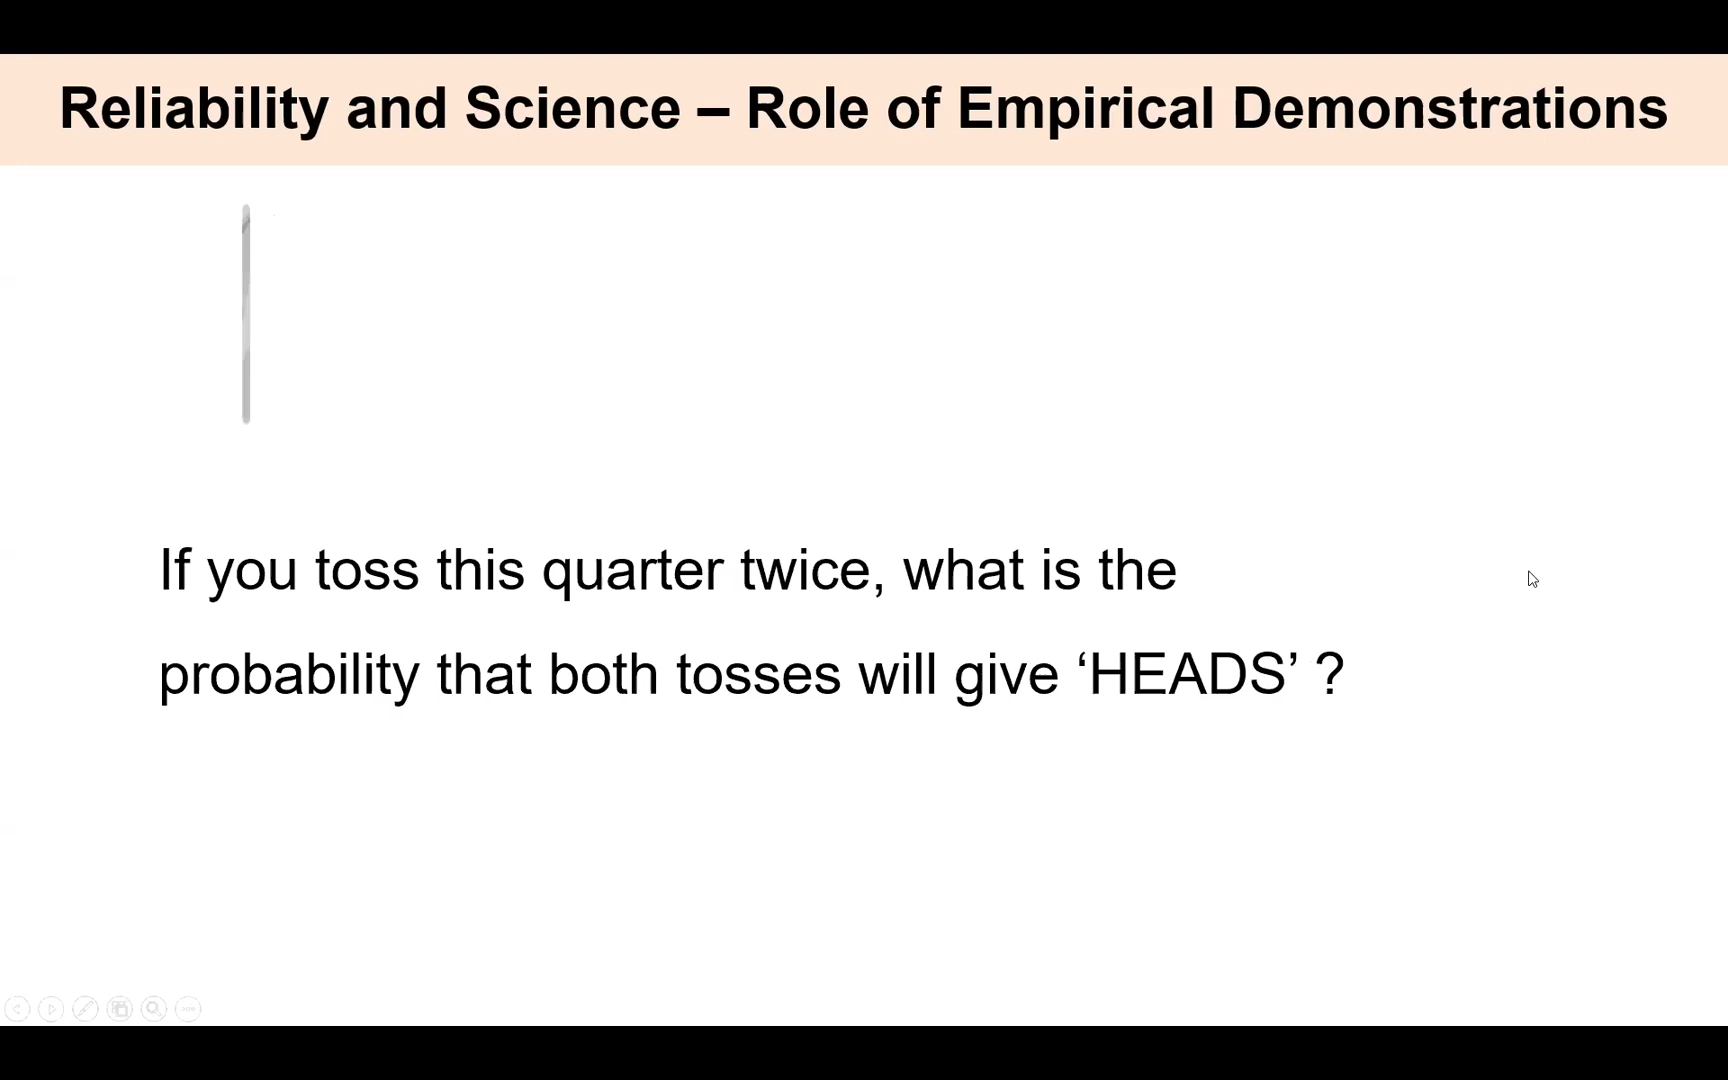 Reliability and Science – Role of Empirical Demonstrations
If you toss this quarter twice, what is the
probability that both tosses will give ‘HEADS’ ?